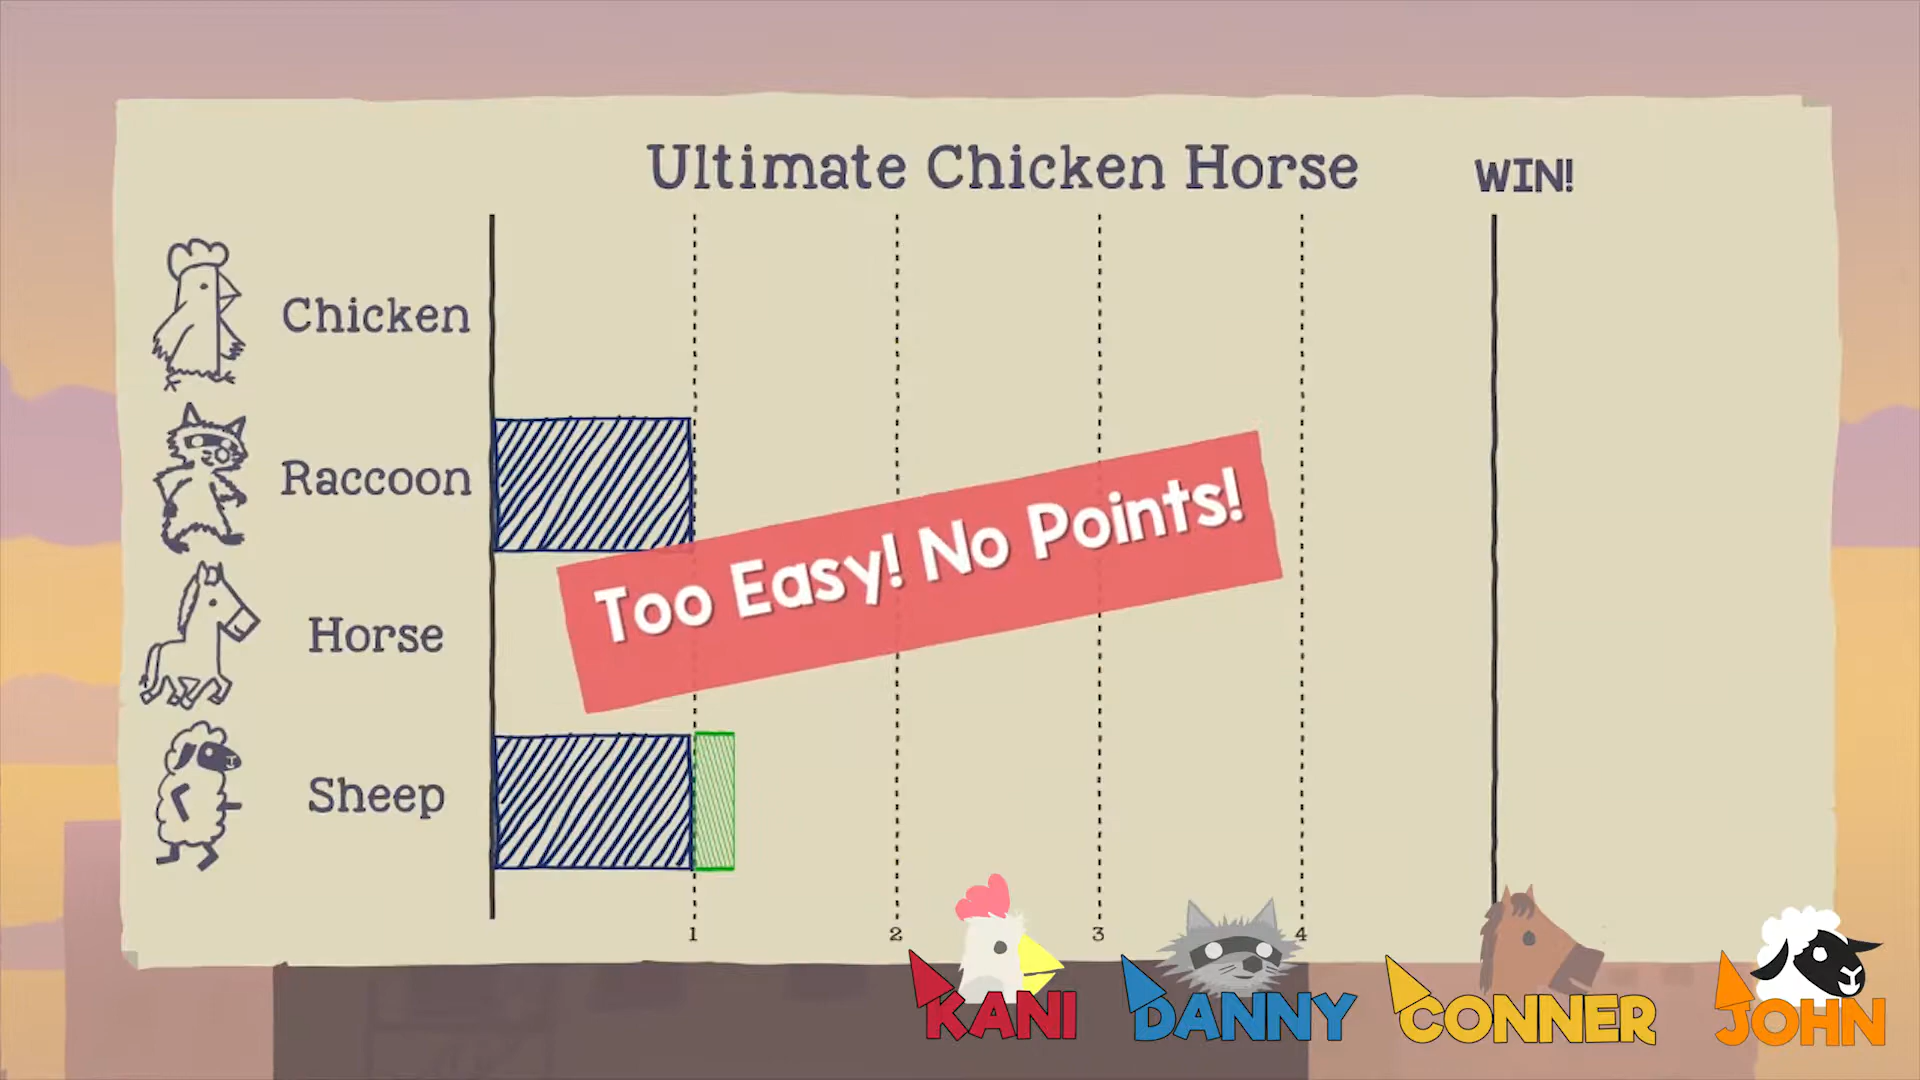 Ultimate Chicken Horse
WIN!
Chicken
Raccoon
Too Easy! No Points!
Horse
Sheep
1 2 3 4
KANI DANNY CONNER JOHN